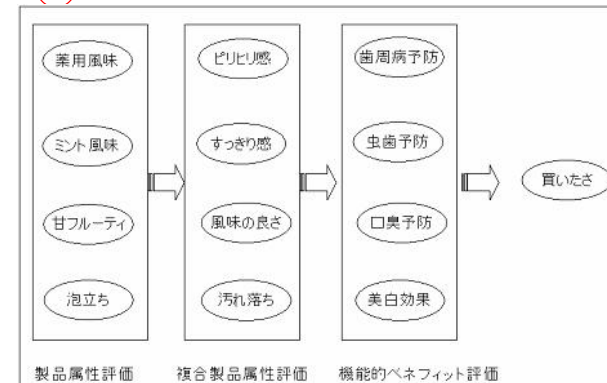 薬用風味
ミント風味
甘フルーティ
泡立ち
製品属性評価
ピリヒリ感
すっきり感
風味の良さ
汚れ落ち
複合製品属性評価
歯周病予防
虫歯予防
口臭予防
美白効果
機能的ベネフィット評価
買いたさ